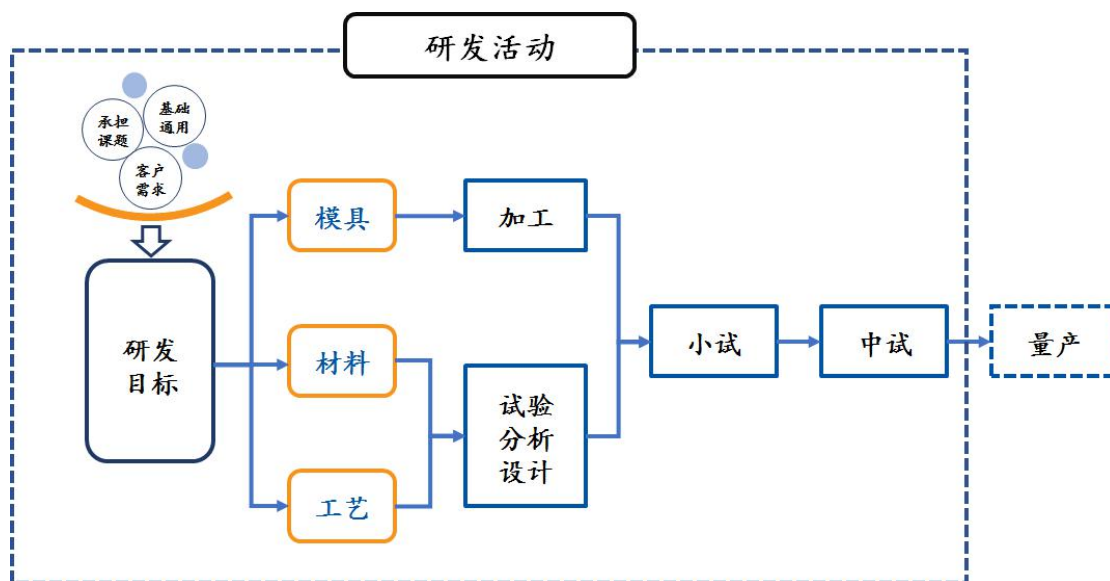 研发活动
承担
课题
基础
通用
客户
需求
研发
目标
模具
加工
材料
工艺
试验
分析
设计
小试
中试
量产